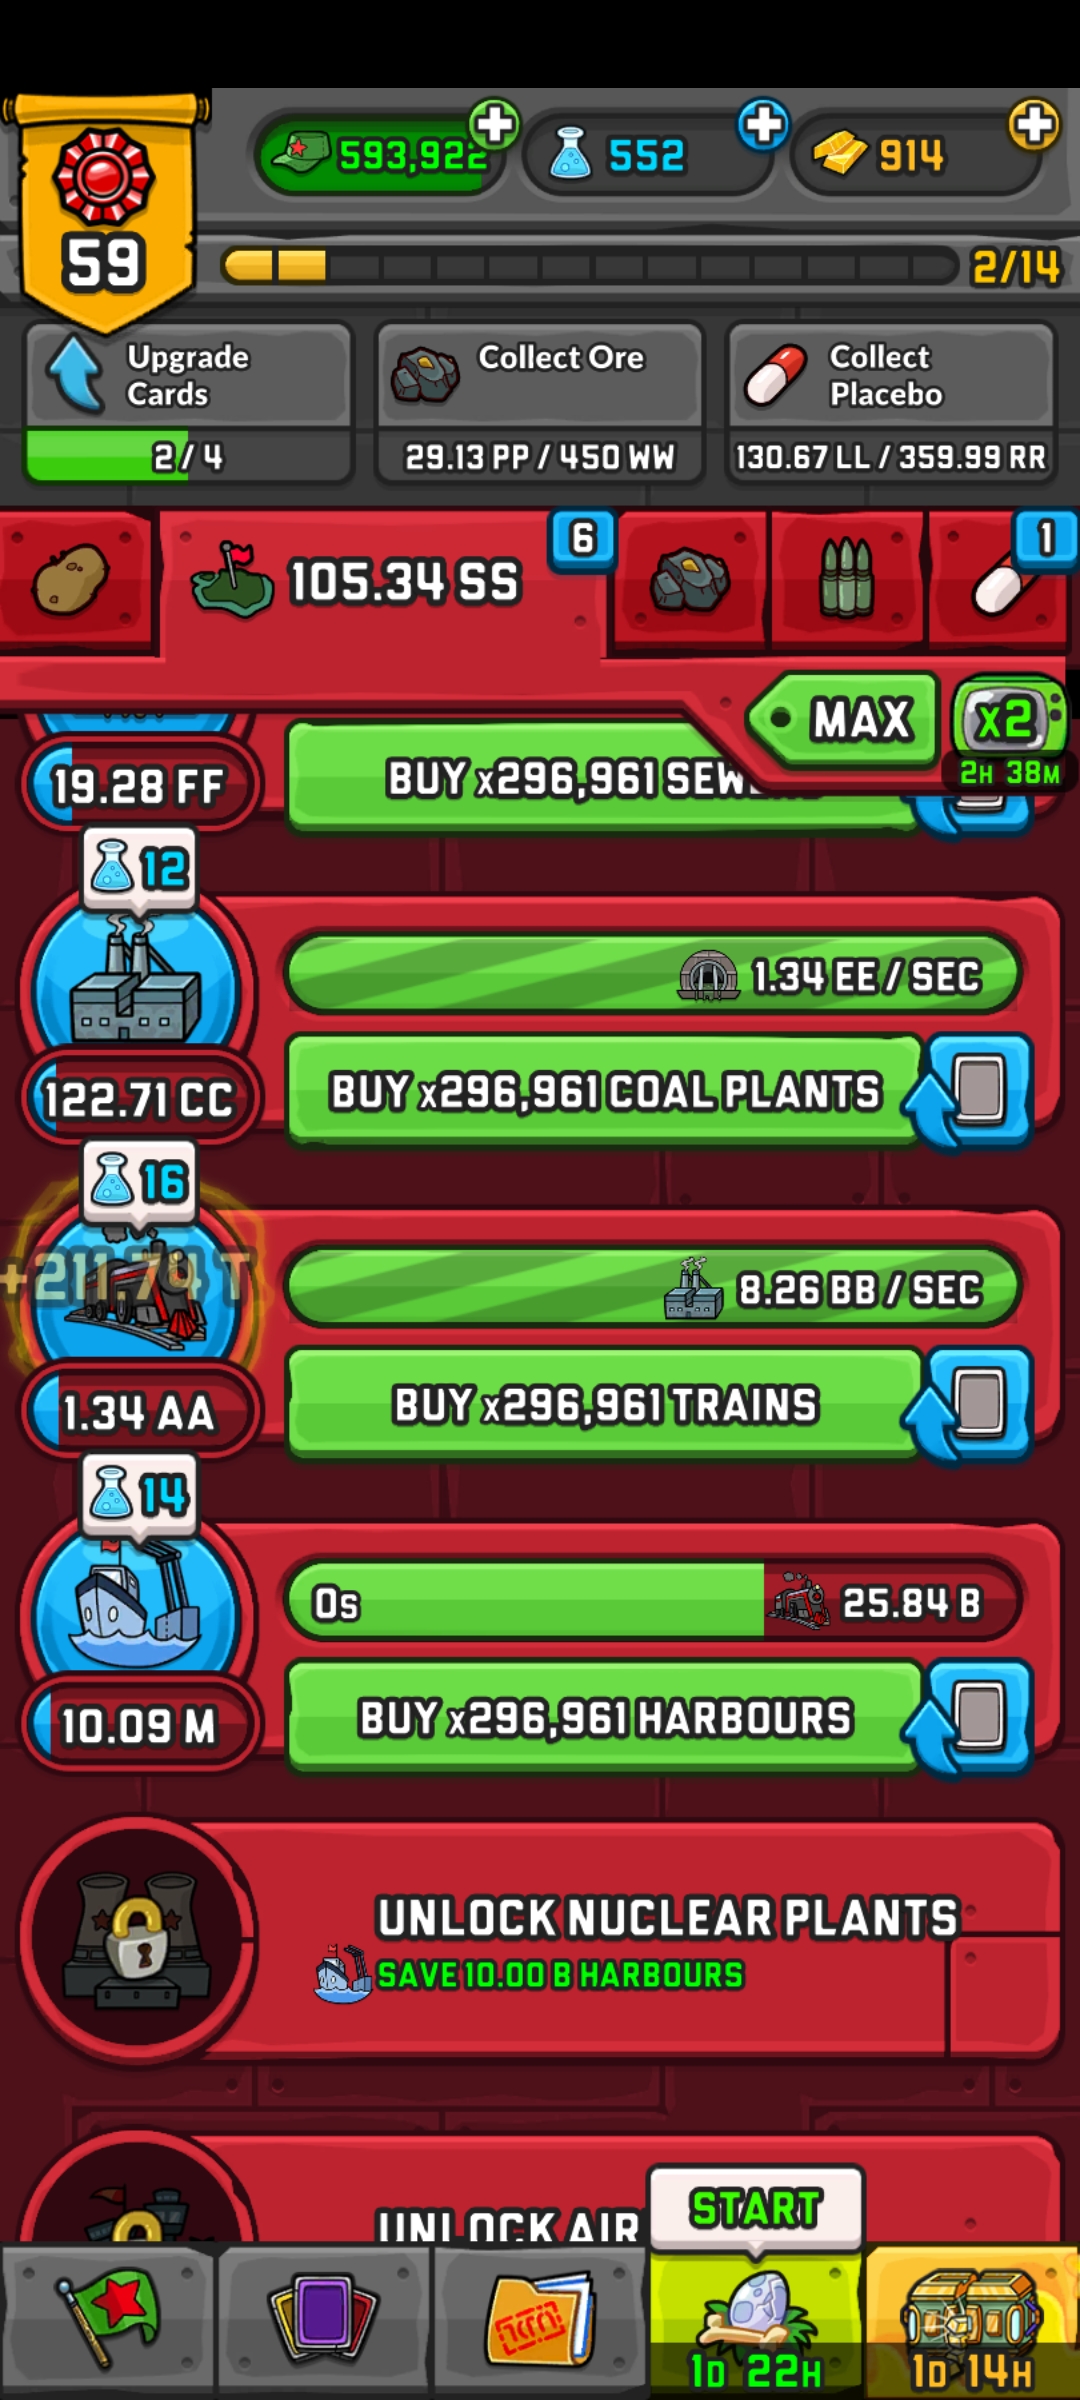 593,922
552
914
59
2/14
Upgrade
Cards
2/4
Collect Ore
29.13 PP / 450 WW
Collect
Placebo
130.67 LL / 359.99 RR
105.34 SS
6
1
MAX
x2
2H 38M
19.28 FF
BUY x296,961
12
1.34 EE / SEC
122.71 CC
BUY x296,961 COAL PLANTS
16
+211.74 T
8.26 BB / SEC
1.34 AA
BUY x296,961 TRAINS
14
0s
25.84 B
10.09 M
BUY x296,961 HARBOURS
UNLOCK NUCLEAR PLANTS
SAVE 10.00 B HARBOURS
UNLOCK AIR
START
1D 22H
1D 14H